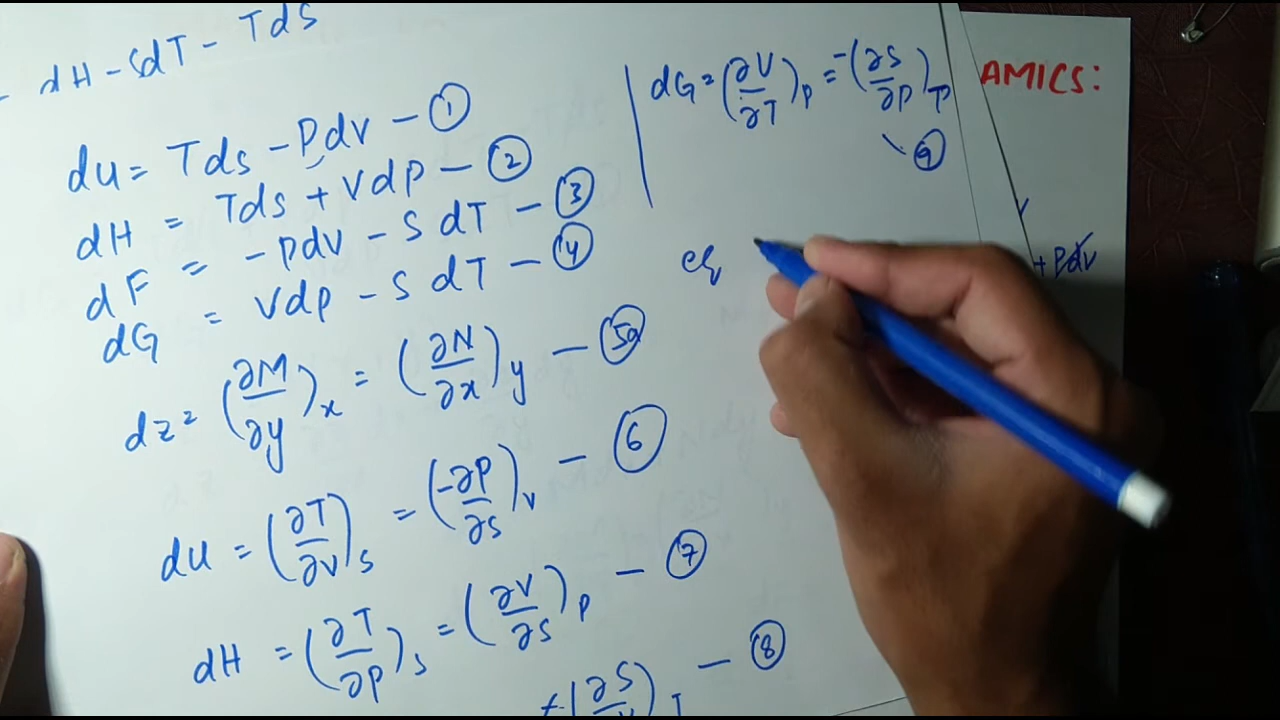 dH - SdT - TdS
dU = Tds - Pdv - ①
dH = Tds + Vdp - ②
dF = -pdv - S dT - ③
dG = Vdp - S dT - ④
dz = (∂M/∂y)x = (∂N/∂x)y - 5a
dU = (∂T/∂v)s = (-∂P/∂s)v - ⑥
dH = (∂T/∂P)s = (∂V/∂s)p - ⑦
∂S - ⑧
dG = (∂V/∂T)p = -(∂S/∂P)T
⑨
eq
AMICS:
+ Pdv